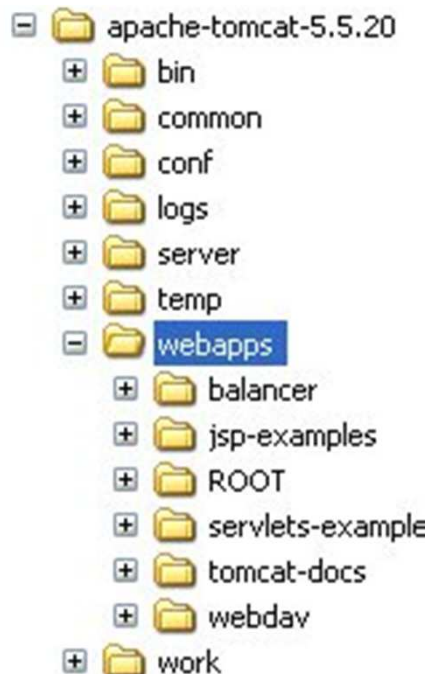 apache-tomcat-5.5.20
bin
common
conf
logs
server
temp
webapps
balancer
jsp-examples
ROOT
servlets-example
tomcat-docs
webdav
work